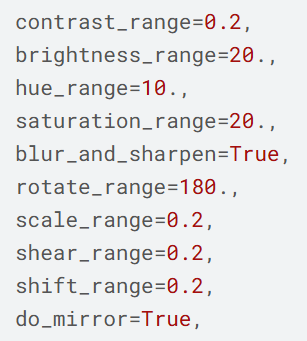 contrast_range=0.2,
brightness_range=20.,
hue_range=10.,
saturation_range=20.,
blur_and_sharpen=True,
rotate_range=180.,
scale_range=0.2,
shear_range=0.2,
shift_range=0.2,
do_mirror=True,